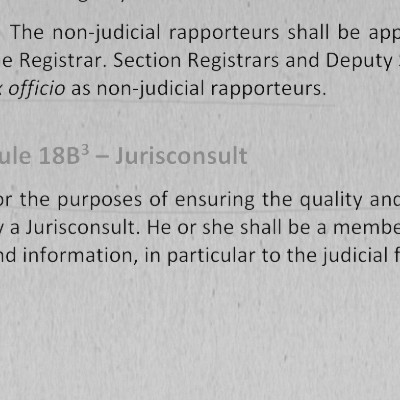 The non-judicial rapporteurs shall be app
e Registrar. Section Registrars and Deputy
officio as non-judicial rapporteurs.
ule 18B³ – Jurisconsult
or the purposes of ensuring the quality and
y a Jurisconsult. He or she shall be a membe
nd information, in particular to the judicial f